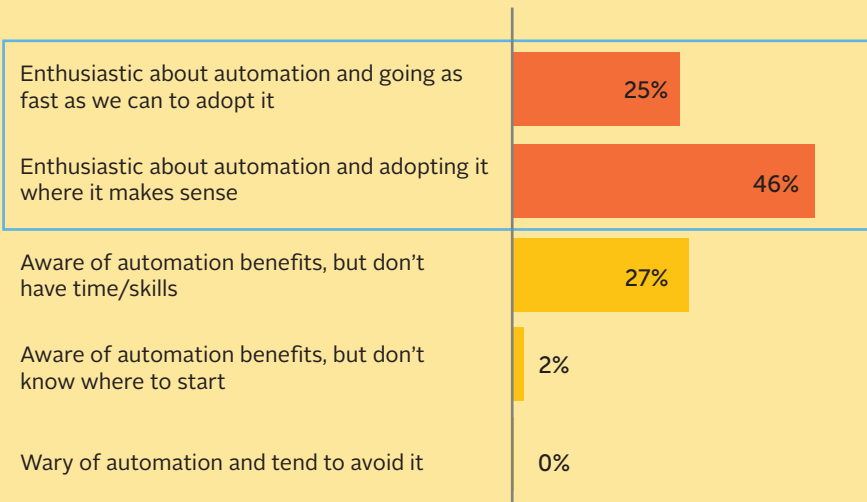 Enthusiastic about automation and going as
fast as we can to adopt it
25%
Enthusiastic about automation and adopting it
where it makes sense
46%
Aware of automation benefits, but don’t
have time/skills
27%
Aware of automation benefits, but don’t
know where to start
2%
Wary of automation and tend to avoid it
0%